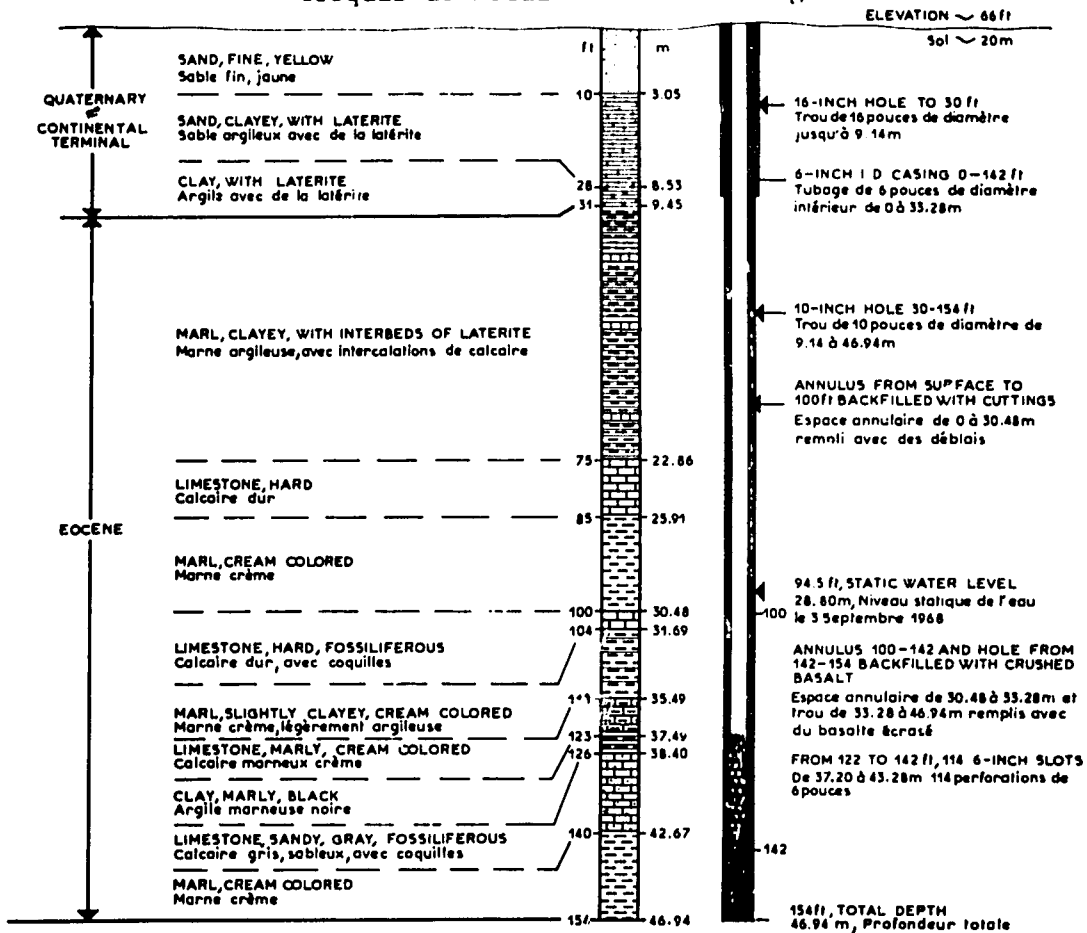 ELEVATION ~ 66ft
Sol ~ 20m
ft m
QUATERNARY
et
CONTINENTAL
TERMINAL
SAND, FINE, YELLOW
Sable fin, jaune
10 3.05
SAND, CLAYEY, WITH LATERITE
Sable argileux avec de la latérite
CLAY, WITH LATERITE
Argile avec de la latérite
28 8.53
31 9.45
EOCENE
MARL, CLAYEY, WITH INTERBEDS OF LATERITE
Marne argileuse, avec intercalations de calcaire
75 22.86
LIMESTONE, HARD
Calcaire dur
85 25.91
MARL, CREAM COLORED
Marne crème
100 30.48
104 31.69
LIMESTONE, HARD, FOSSILIFEROUS
Calcaire dur, avec coquilles
35.49
MARL, SLIGHTLY CLAYEY, CREAM COLORED
Marne crème, légèrement argileuse
123 37.49
LIMESTONE, MARLY, CREAM COLORED
Calcaire marneux crème
126 38.40
CLAY, MARLY, BLACK
Argile marneuse noire
LIMESTONE, SANDY, GRAY, FOSSILIFEROUS
Calcaire gris, sableux, avec coquilles
140 42.67
MARL, CREAM COLORED
Marne crème
154 46.94
16-INCH HOLE TO 30 ft
Trou de 16 pouces de diamètre
jusqu'à 9.14m
6-INCH I D CASING 0-142 ft
Tubage de 6 pouces de diamètre
intérieur de 0 à 33.28m
10-INCH HOLE 30-154 ft
Trou de 10 pouces de diamètre de
9.14 à 46.94m
ANNULUS FROM SURFACE TO
100ft BACKFILLED WITH CUTTINGS
Espace annulaire de 0 à 30.48m
rempli avec des déblais
94.5 ft, STATIC WATER LEVEL
28.80m, Niveau statique de l'eau
le 3 Septembre 1968
100
ANNULUS 100-142 AND HOLE FROM
142-154 BACKFILLED WITH CRUSHED
BASALT
Espace annulaire de 30.48 à 33.28m et
trou de 33.28 à 46.94m remplis avec
du basalte écrasé
FROM 122 TO 142 ft, 114 6-INCH SLOTS
De 37.20 à 43.28m 114 perforations de
6 pouces
142
154ft, TOTAL DEPTH
46.94 m, Profondeur totale